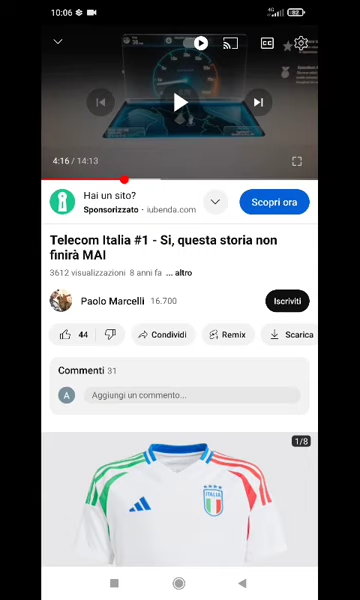 10:06
4G
82
CC
4:16 / 14:13
Hai un sito?
Sponsorizzato · iubenda.com
Scopri ora
Telecom Italia #1 - Si, questa storia non
finirà MAI
3612 visualizzazioni 8 anni fa ... altro
Paolo Marcelli 16.700
Iscriviti
44
Condividi
Remix
Scarica
Commenti 31
A
Aggiungi un commento...
1/8
ITALIA